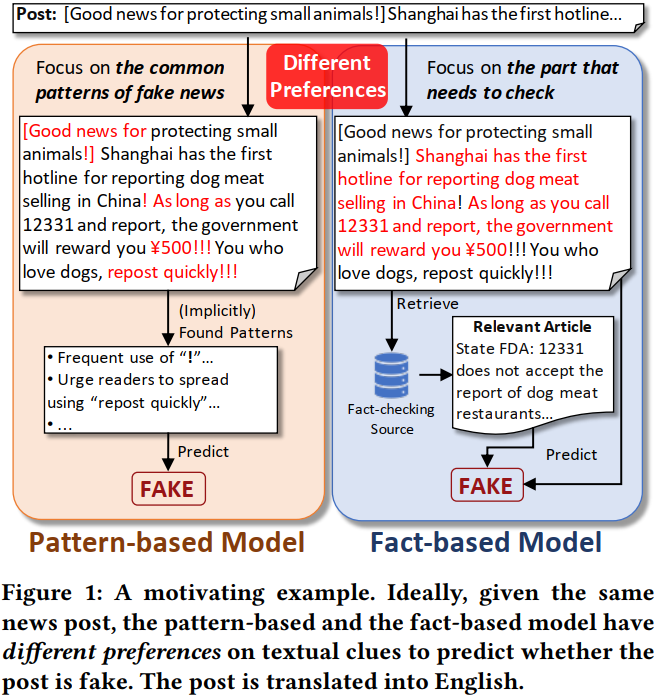 Post: [Good news for protecting small animals!] Shanghai has the first hotline...
Different
Preferences
Focus on the common
patterns of fake news
[Good news for protecting small
animals!] Shanghai has the first
hotline for reporting dog meat
selling in China! As long as you call
12331 and report, the government
will reward you ¥500!!! You who
love dogs, repost quickly!!!
(Implicitly)
Found Patterns
• Frequent use of “!”...
• Urge readers to spread
using “repost quickly”...
• ...
Predict
FAKE
Pattern-based Model
Focus on the part that
needs to check
[Good news for protecting small
animals!] Shanghai has the first
hotline for reporting dog meat
selling in China! As long as you call
12331 and report, the government
will reward you ¥500!!! You who
love dogs, repost quickly!!!
Retrieve
Fact-checking
Source
Relevant Article
State FDA: 12331
does not accept the
report of dog meat
restaurants...
Predict
FAKE
Fact-based Model
Figure 1: A motivating example. Ideally, given the same
news post, the pattern-based and the fact-based model have
different preferences on textual clues to predict whether the
post is fake. The post is translated into English.